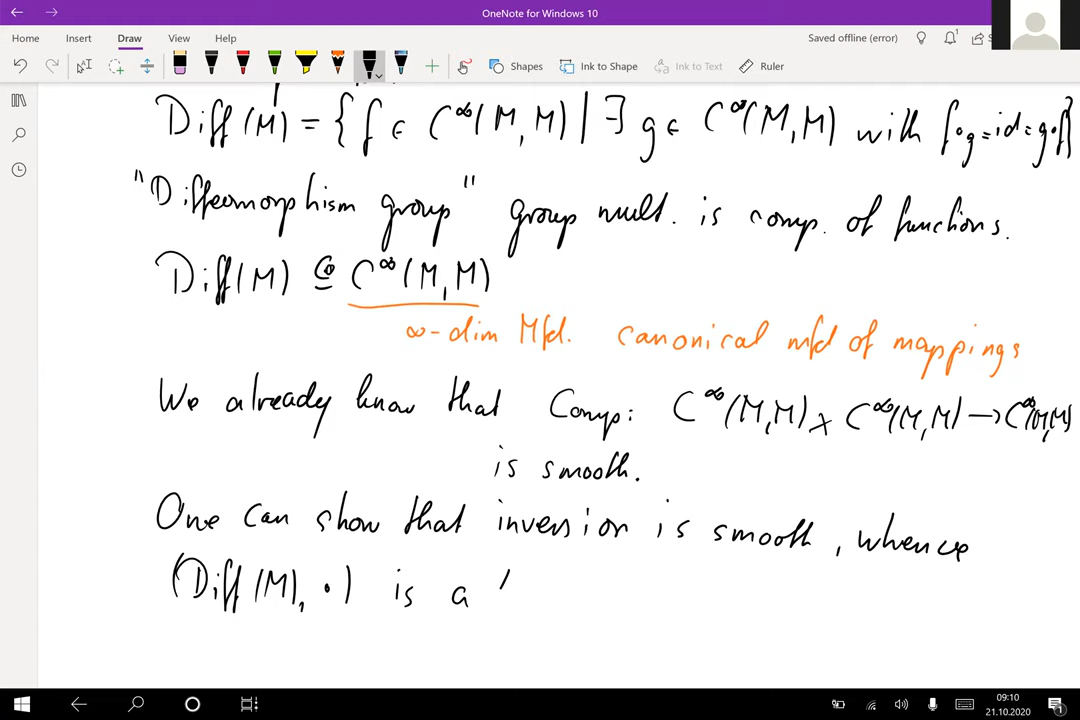 OneNote for Windows 10
Home Insert Draw View Help Saved offline (error)
Shapes Ink to Shape Ink to Text Ruler
Diff(M) = {f ∈ C^∞(M,M) | ∃ g ∈ C^∞(M,M) with f∘g=id=g∘f}
"Diffeomorphism group" group mult. is comp. of functions.
Diff(M) ⊆ C^∞(M,M)
∞-dim Mfd. canonical mfd of mappings
We already know that Comp: C^∞(M,M) × C^∞(M,M) → C^∞(M,M)
is smooth.
One can show that inversion is smooth, whence
(Diff(M), •) is a
09:10
21.10.2020